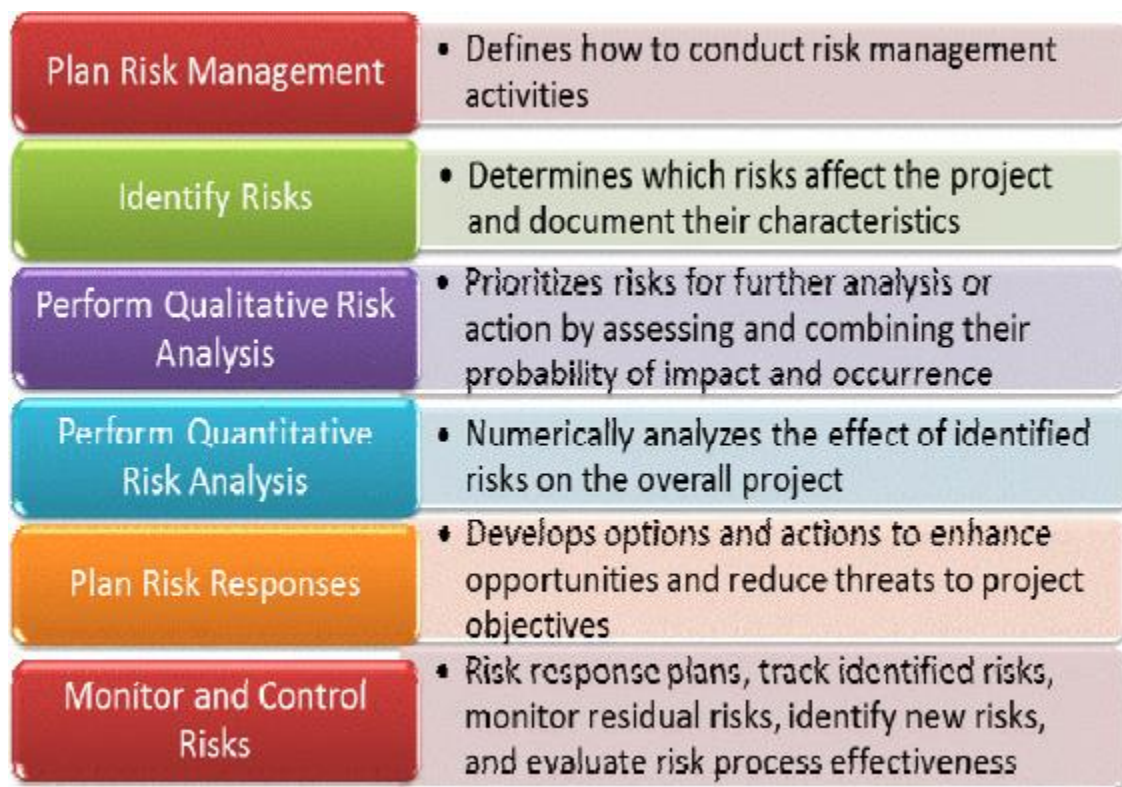 Plan Risk Management
• Defines how to conduct risk management
activities
Identify Risks
• Determines which risks affect the project
and document their characteristics
Perform Qualitative Risk
Analysis
• Prioritizes risks for further analysis or
action by assessing and combining their
probability of impact and occurrence
Perform Quantitative
Risk Analysis
• Numerically analyzes the effect of identified
risks on the overall project
Plan Risk Responses
• Develops options and actions to enhance
opportunities and reduce threats to project
objectives
Monitor and Control
Risks
• Risk response plans, track identified risks,
monitor residual risks, identify new risks,
and evaluate risk process effectiveness